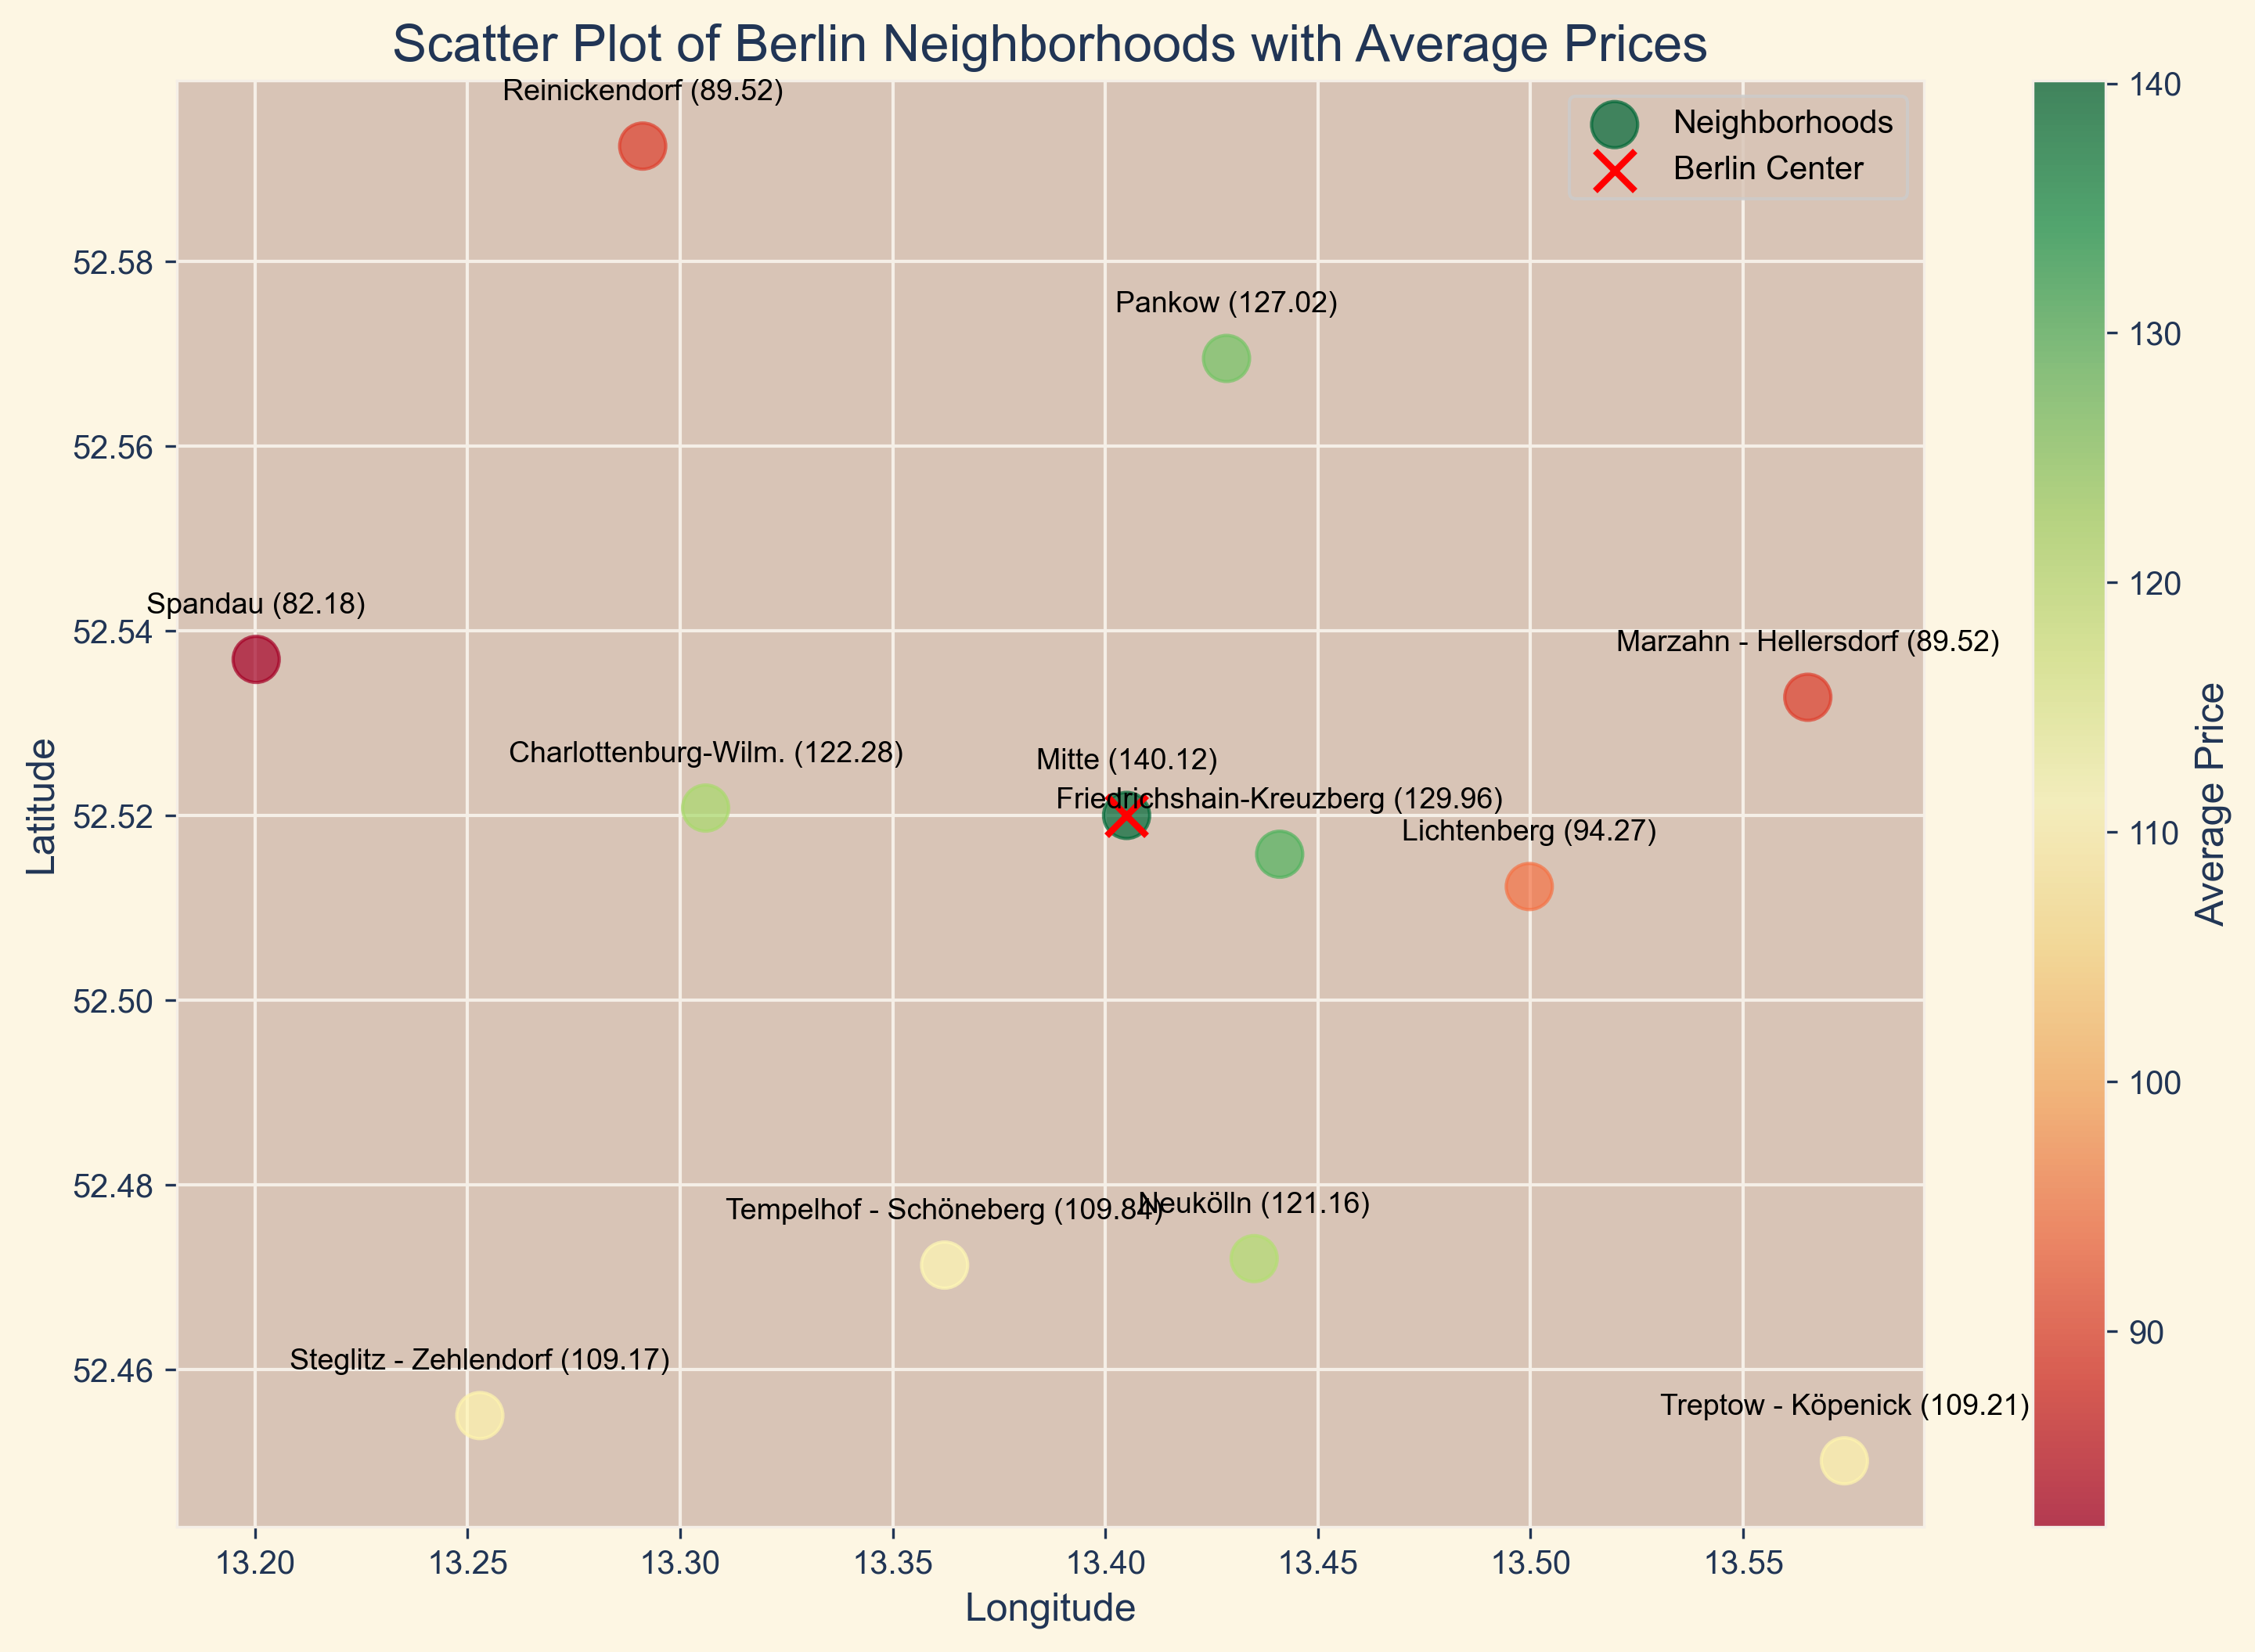 Scatter Plot of Berlin Neighborhoods with Average Prices
Reinickendorf (89.52)
Neighborhoods
Berlin Center
Pankow (127.02)
Spandau (82.18)
Marzahn - Hellersdorf (89.52)
Charlottenburg-Wilm. (122.28)
Mitte (140.12)
Friedrichshain-Kreuzberg (129.96)
Lichtenberg (94.27)
Tempelhof - Schöneberg (109.84)
Neukölln (121.16)
Steglitz - Zehlendorf (109.17)
Treptow - Köpenick (109.21)
52.58
52.56
52.54
52.52
52.50
52.48
52.46
Latitude
13.20 13.25 13.30 13.35 13.40 13.45 13.50 13.55
Longitude
140
130
120
110
100
90
Average Price